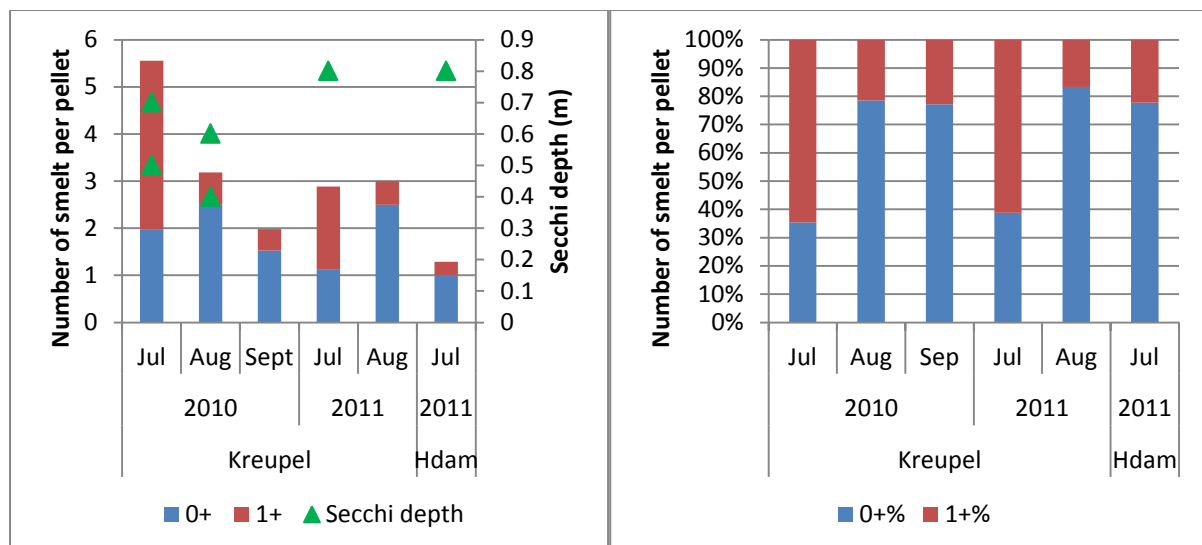 Number of smelt per pellet
6
5
4
3
2
1
0
0.9
0.8
0.7
0.6
0.5
0.4
0.3
0.2
0.1
0
Secchi depth (m)
Jul Aug Sept Jul Aug Jul
2010 2011 2011
Kreupel Hdam
0+ 1+ Secchi depth
Number of smelt per pellet
100%
90%
80%
70%
60%
50%
40%
30%
20%
10%
0%
Jul Aug Sep Jul Aug Jul
2010 2011 2011
Kreupel Hdam
0+% 1+%